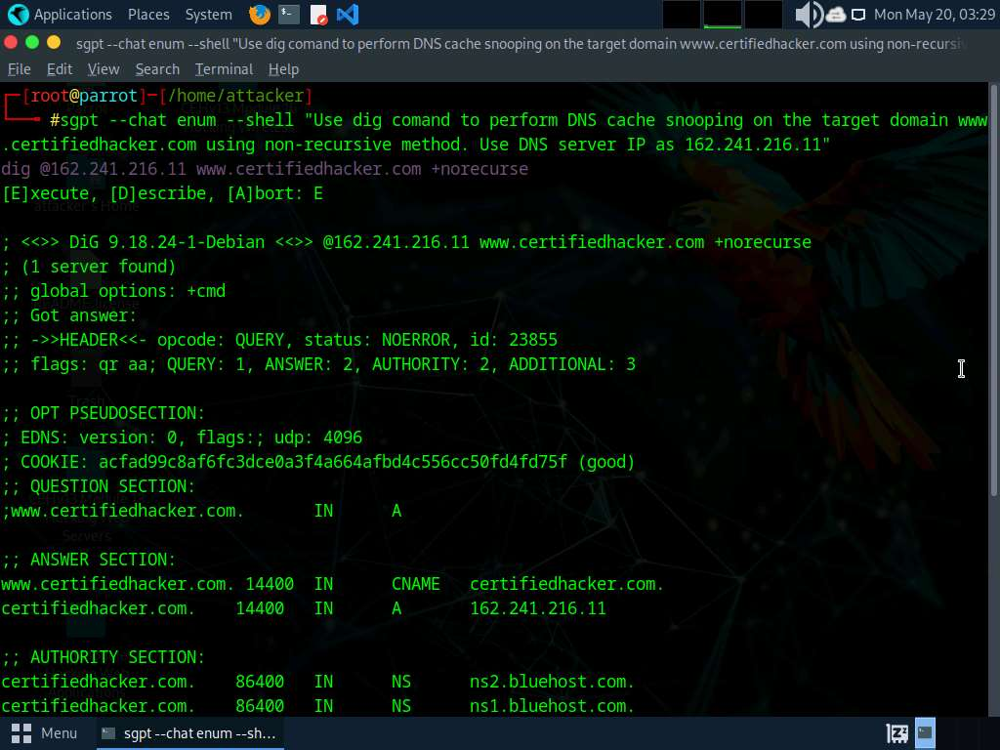 Applications Places System Mon May 20, 03:29
sgpt --chat enum --shell "Use dig comand to perform DNS cache snooping on the target domain www.certifiedhacker.com using non-recursiv
File Edit View Search Terminal Help
┌─[root@parrot]─[/home/attacker]
└──╼ #sgpt --chat enum --shell "Use dig comand to perform DNS cache snooping on the target domain www
.certifiedhacker.com using non-recursive method. Use DNS server IP as 162.241.216.11"
dig @162.241.216.11 www.certifiedhacker.com +norecurse
[E]xecute, [D]escribe, [A]bort: E
; <<>> DiG 9.18.24-1-Debian <<>> @162.241.216.11 www.certifiedhacker.com +norecurse
; (1 server found)
;; global options: +cmd
;; Got answer:
;; ->>HEADER<<- opcode: QUERY, status: NOERROR, id: 23855
;; flags: qr aa; QUERY: 1, ANSWER: 2, AUTHORITY: 2, ADDITIONAL: 3
;; OPT PSEUDOSECTION:
; EDNS: version: 0, flags:; udp: 4096
; COOKIE: acfad99c8af6fc3dce0a3f4a664afbd4c556cc50fd4fd75f (good)
;; QUESTION SECTION:
;www.certifiedhacker.com. IN A
;; ANSWER SECTION:
www.certifiedhacker.com. 14400 IN CNAME certifiedhacker.com.
certifiedhacker.com. 14400 IN A 162.241.216.11
;; AUTHORITY SECTION:
certifiedhacker.com. 86400 IN NS ns2.bluehost.com.
certifiedhacker.com. 86400 IN NS ns1.bluehost.com.
Menu sgpt --chat enum --sh...